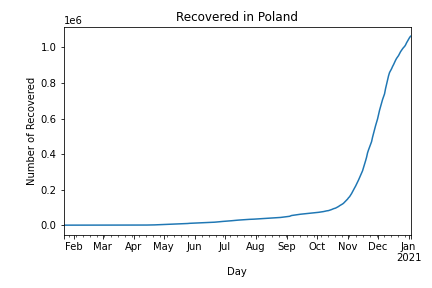 Recovered in Poland
1e6
1.0
0.8
0.6
0.4
0.2
0.0
Number of Recovered
Feb Mar Apr May Jun Jul Aug Sep Oct Nov Dec Jan
2021
Day